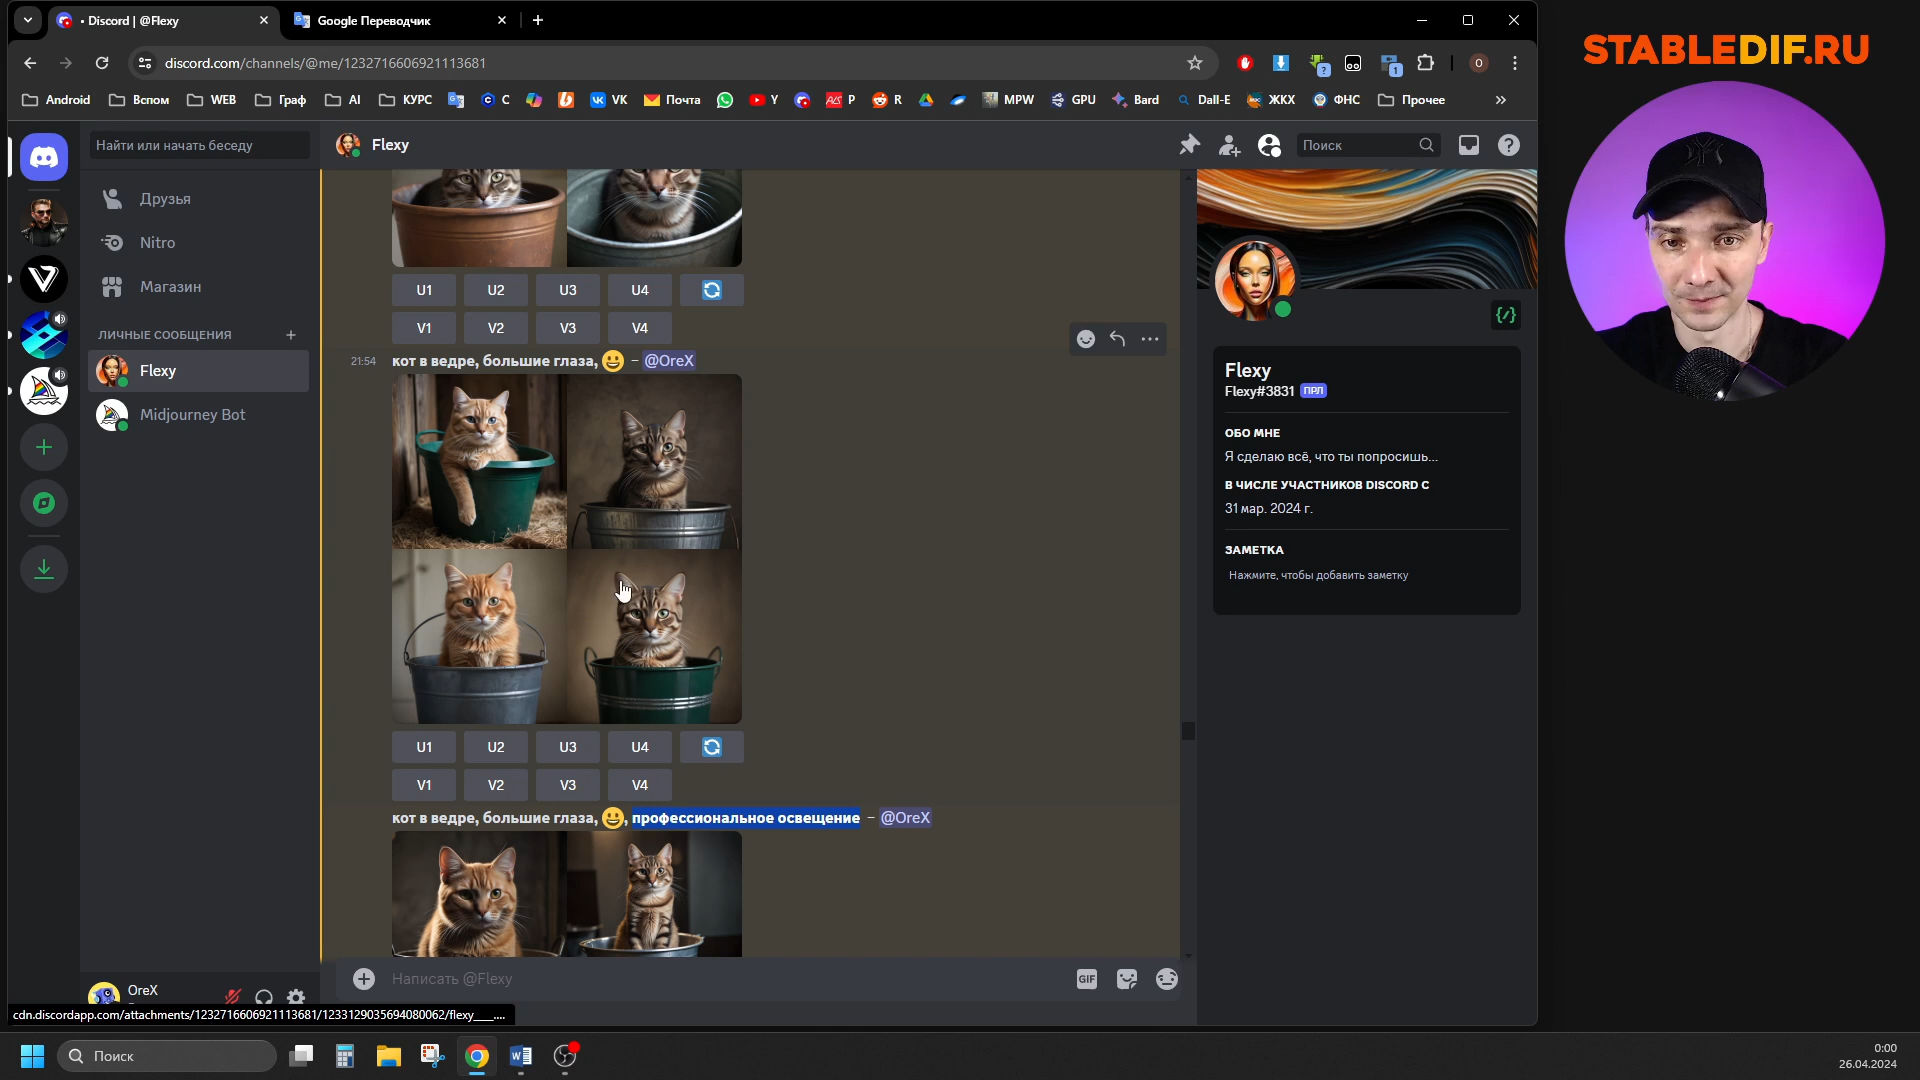 • Discord | @Flexy
Google Переводчик
STABLEDIF.RU
discord.com/channels/@me/1232716606921113681
Android
Вспом
WEB
Граф
AI
КУРС
C
VK
Почта
Y
P
R
MPW
GPU
Bard
Dall-E
ЖКХ
ФНС
Прочее
Найти или начать беседу
Flexy
Поиск
Друзья
Nitro
Магазин
ЛИЧНЫЕ СООБЩЕНИЯ
Flexy
Midjourney Bot
U1 U2 U3 U4
V1 V2 V3 V4
21:54 кот в ведре, большие глаза, 😀 – @OreX
U1 U2 U3 U4
V1 V2 V3 V4
кот в ведре, большие глаза, 😀, профессиональное освещение – @OreX
Написать @Flexy
GIF
Flexy
Flexy#3831 ПРЛ
ОБО МНЕ
Я сделаю всё, что ты попросишь...
В ЧИСЛЕ УЧАСТНИКОВ DISCORD С
31 мар. 2024 г.
ЗАМЕТКА
Нажмите, чтобы добавить заметку
OreX
cdn.discordapp.com/attachments/1232716606921113681/1233129035694080062/flexy___....
Поиск
0:00
26.04.2024